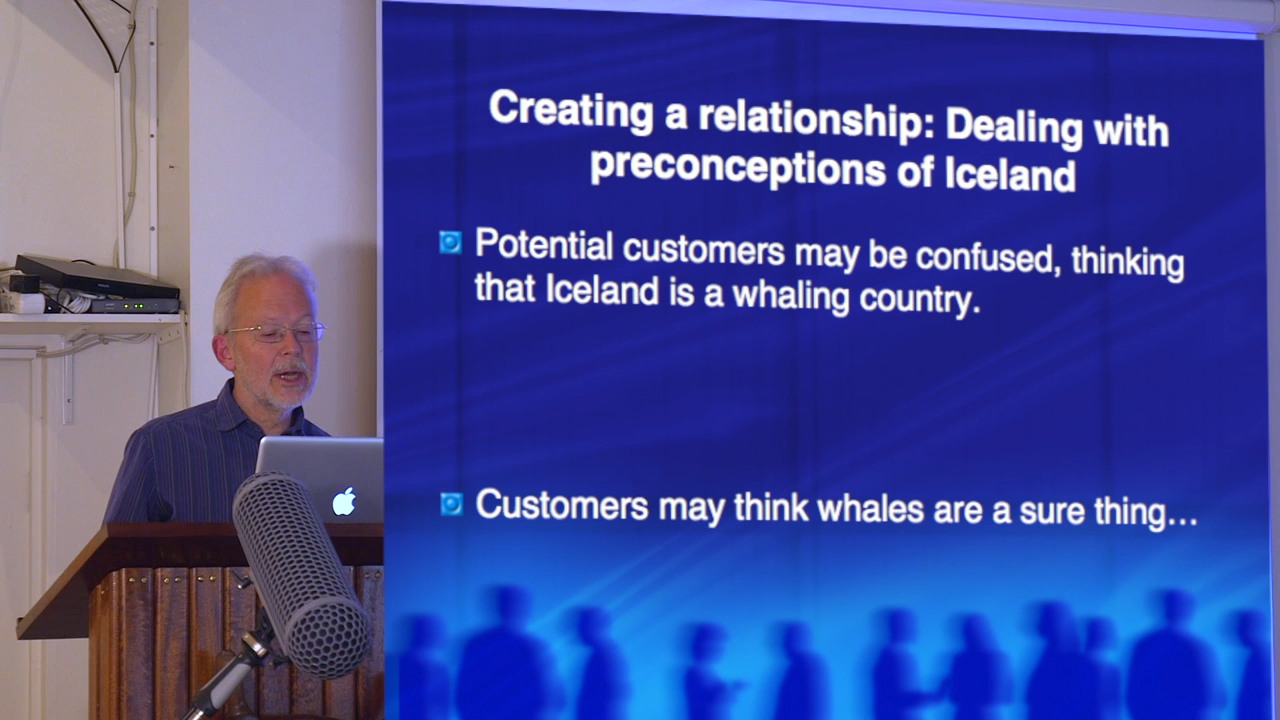 Creating a relationship: Dealing with
preconceptions of Iceland
Potential customers may be confused, thinking
that Iceland is a whaling country.
Customers may think whales are a sure thing...